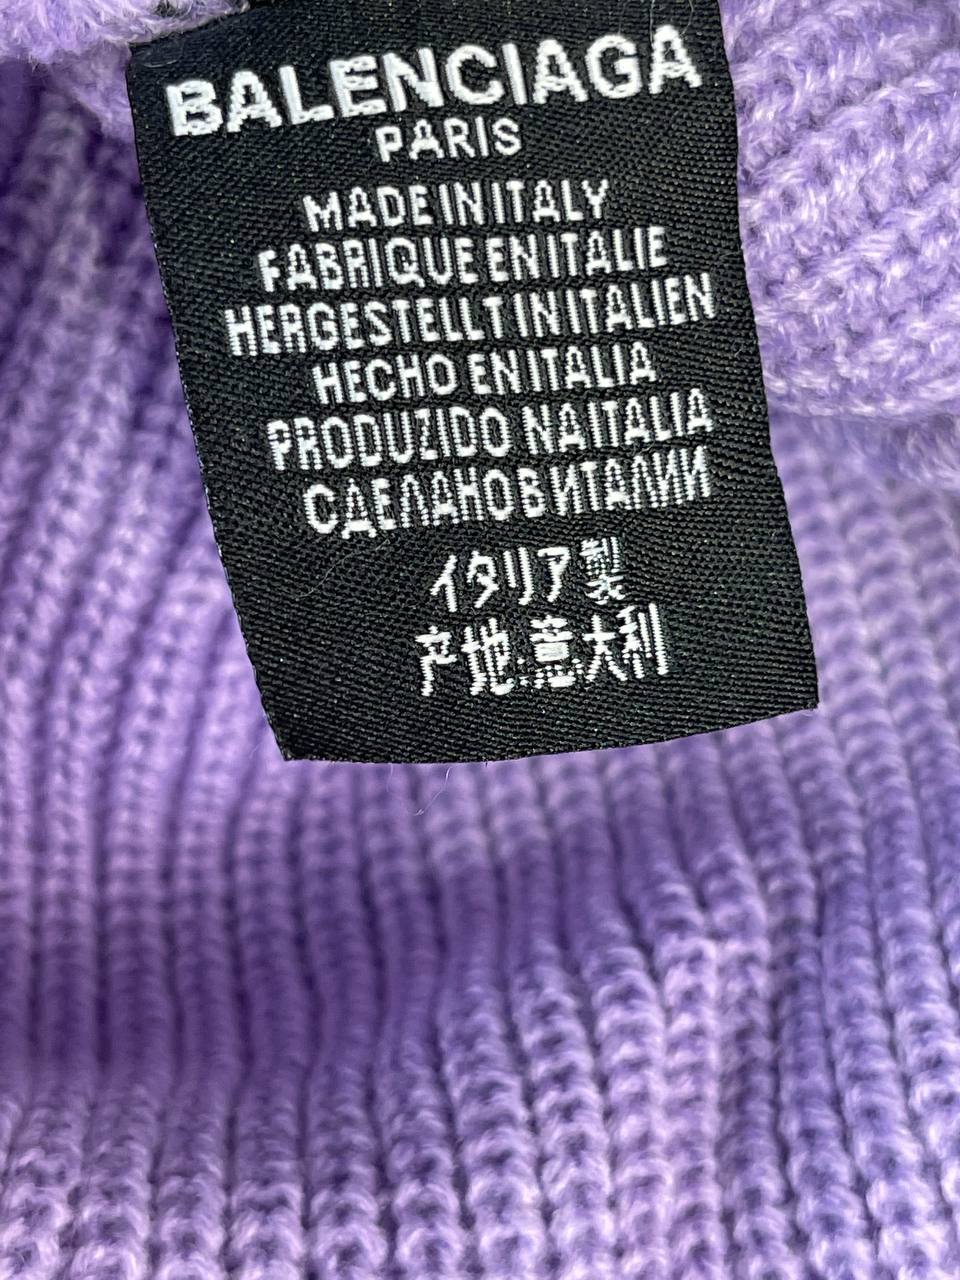 BALENCIAGA
PARIS
MADE IN ITALY
FABRIQUE EN ITALIE
HERGESTELLT IN ITALIEN
HECHO EN ITALIA
PRODUZIDO NA ITALIA
СДЕЛАНО В ИТАЛИИ
イタリア製
产地:意大利